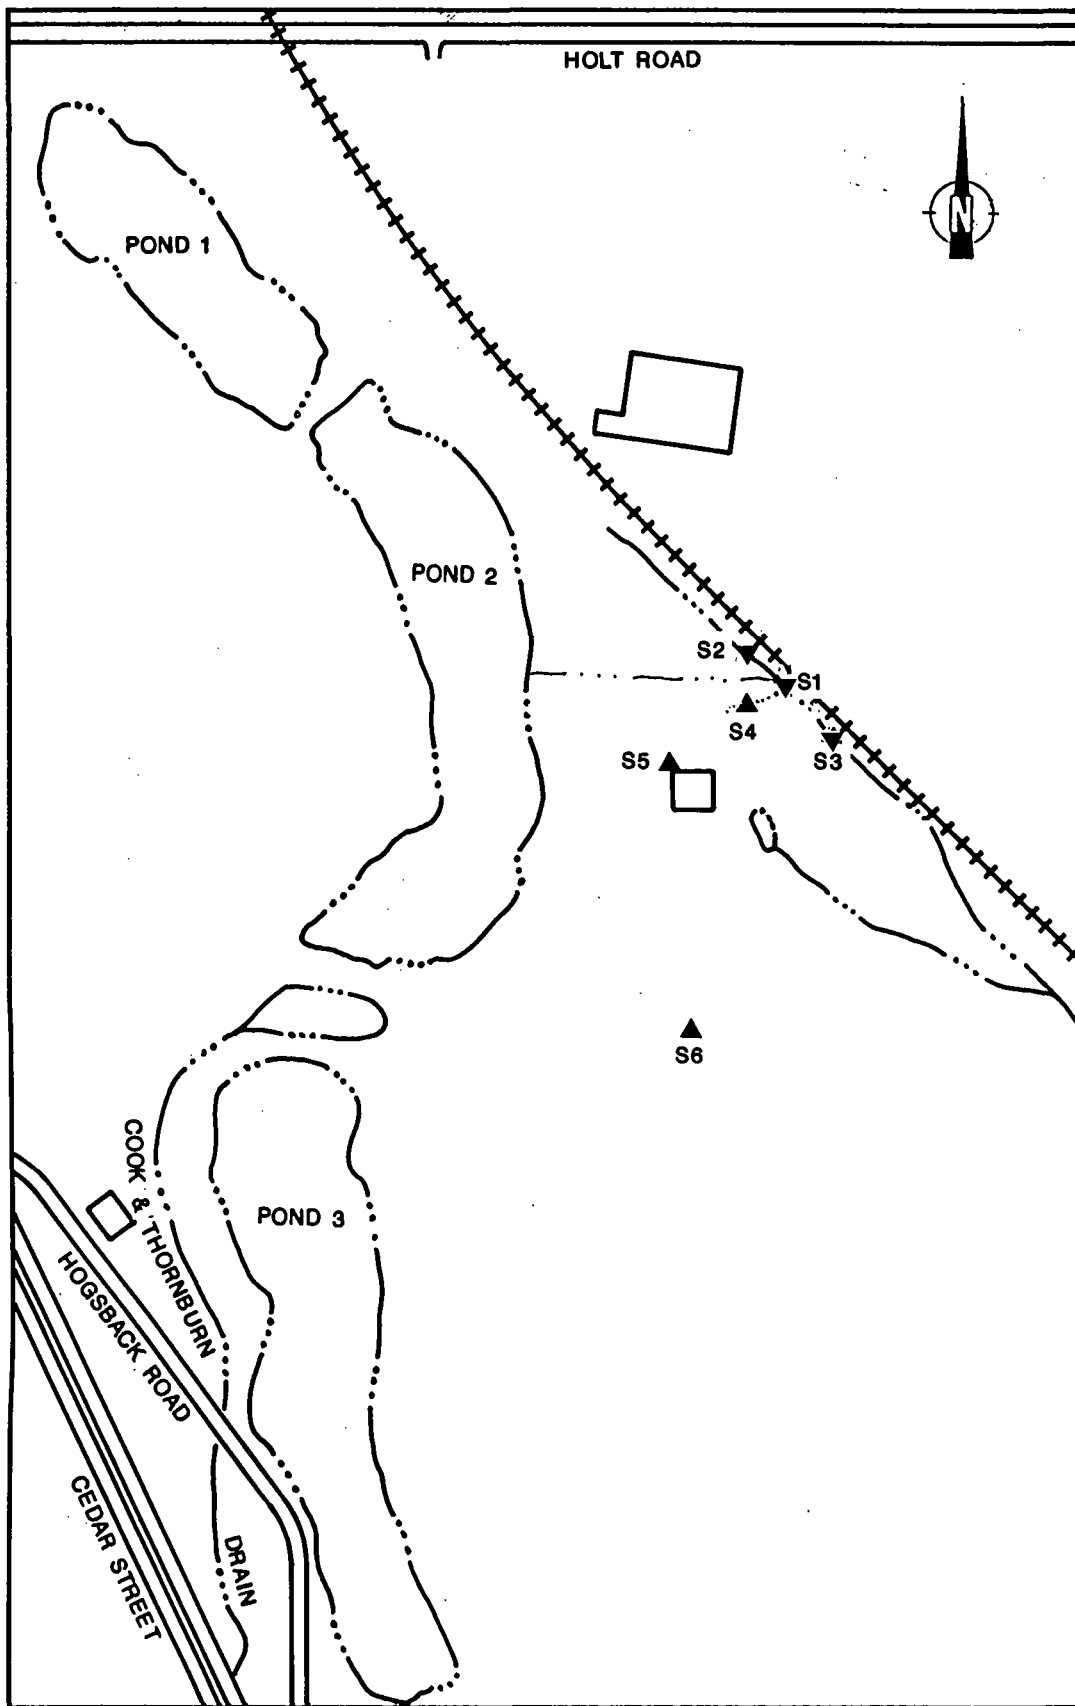 HOLT ROAD
N
POND 1
POND 2
S2
S1
S4
S3
S5
S6
COOK & THORNBURN
POND 3
HOGSBACK ROAD
CEDAR STREET
DRAIN